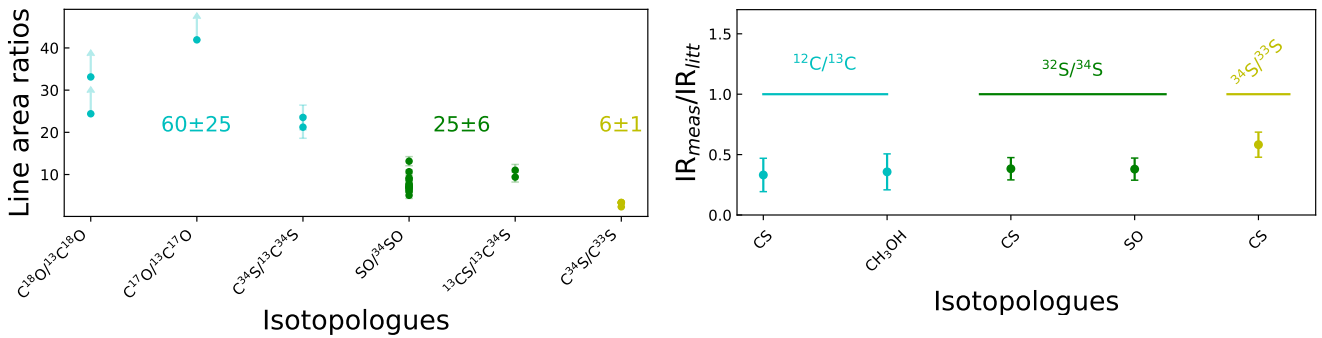 Line area ratios
40
30
20
10
60±25
25±6
6±1
C¹⁸O/¹³C¹⁸O
C¹⁷O/¹³C¹⁷O
C³⁴S/¹³C³⁴S
SO/³⁴SO
¹³CS/¹³C³⁴S
C³⁴S/C³³S
Isotopologues
IR_meas/IR_litt
1.5
1.0
0.5
0.0
¹²C/¹³C
³²S/³⁴S
³⁴S/³³S
CS
CH₃OH
CS
SO
CS
Isotopologues